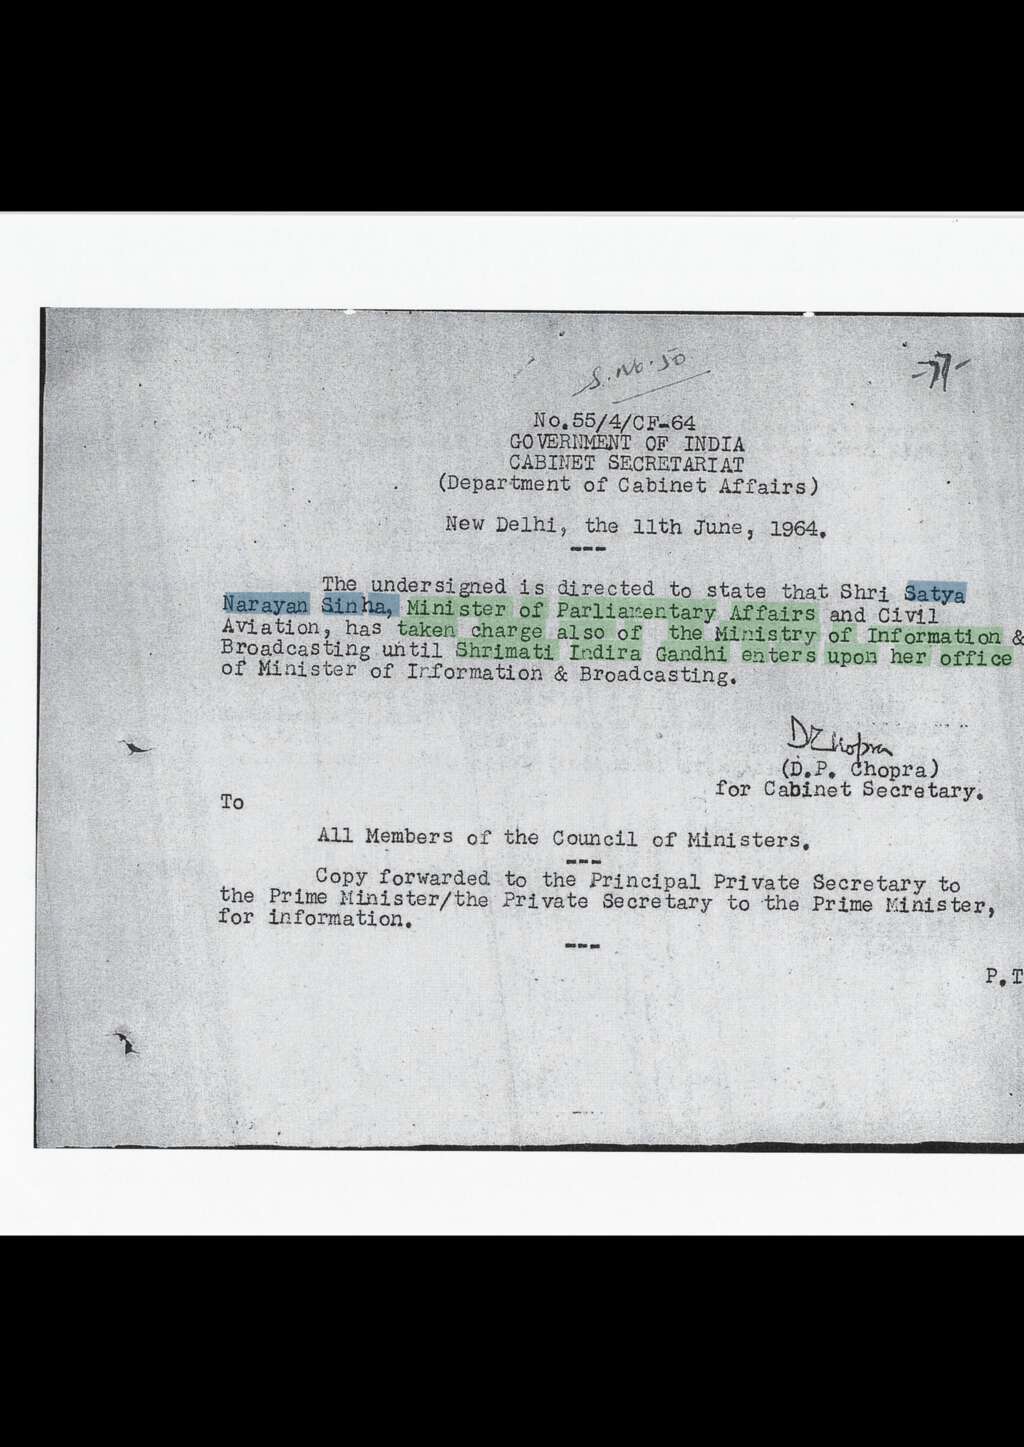 S.No.50
-77-
No.55/4/CF-64
GOVERNMENT OF INDIA
CABINET SECRETARIAT
(Department of Cabinet Affairs)
New Delhi, the 11th June, 1964.
---
The undersigned is directed to state that Shri Satya
Narayan Sinha, Minister of Parliamentary Affairs and Civil
Aviation, has taken charge also of the Ministry of Information &
Broadcasting until Shrimati Indira Gandhi enters upon her office
of Minister of Information & Broadcasting.
DPChopra
(D.P. Chopra)
for Cabinet Secretary.
To
All Members of the Council of Ministers.
---
Copy forwarded to the Principal Private Secretary to
the Prime Minister/the Private Secretary to the Prime Minister,
for information.
---
P.T